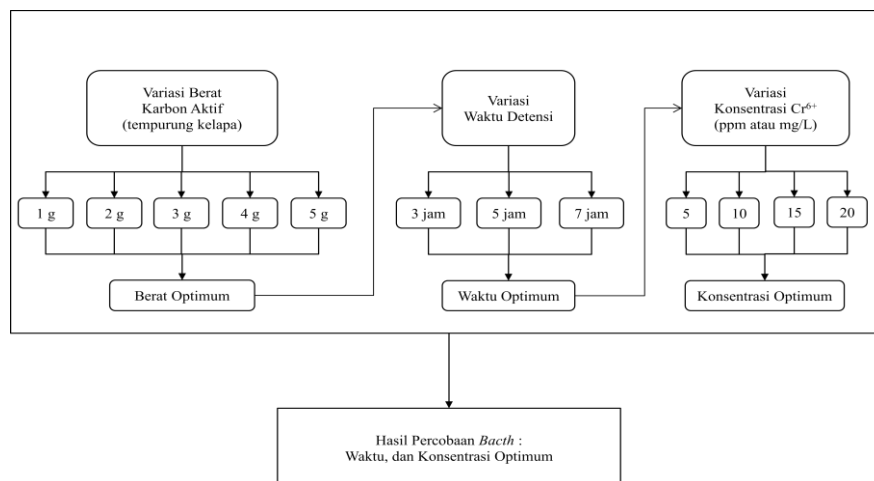 Variasi Berat
Karbon Aktif
(tempurung kelapa)
Variasi
Waktu Detensi
Variasi
Konsentrasi Cr⁶⁺
(ppm atau mg/L)
1 g
2 g
3 g
4 g
5 g
3 jam
5 jam
7 jam
5
10
15
20
Berat Optimum
Waktu Optimum
Konsentrasi Optimum
Hasil Percobaan Bacth :
Waktu, dan Konsentrasi Optimum